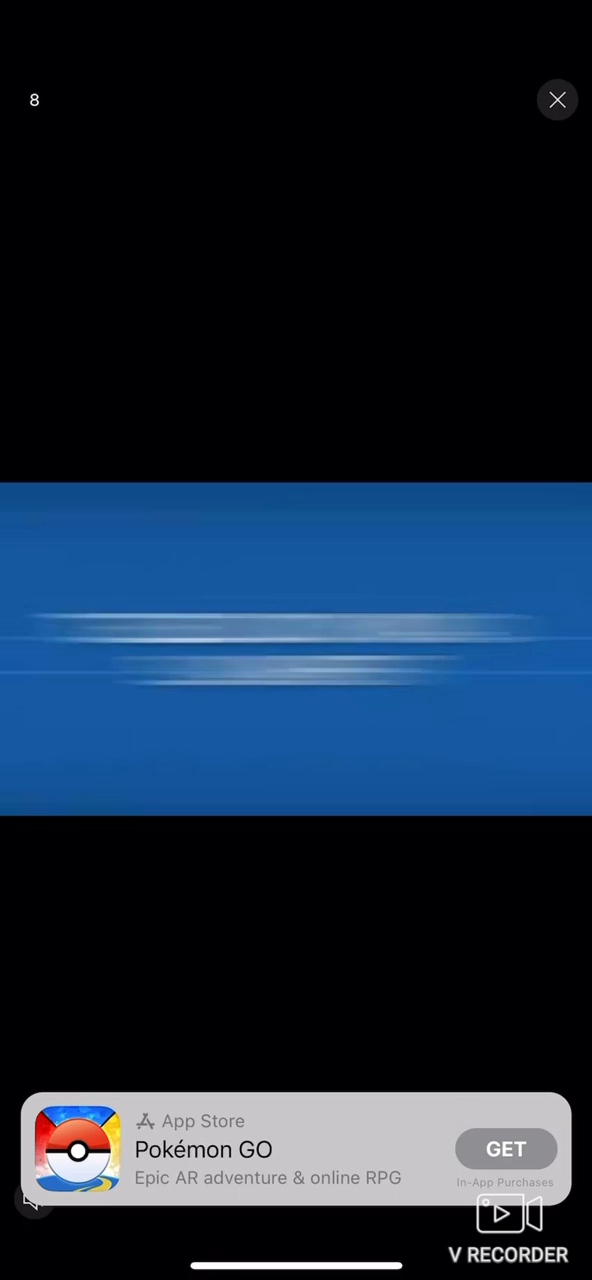 8
App Store
Pokémon GO
GET
Epic AR adventure & online RPG
In-App Purchases
V RECORDER